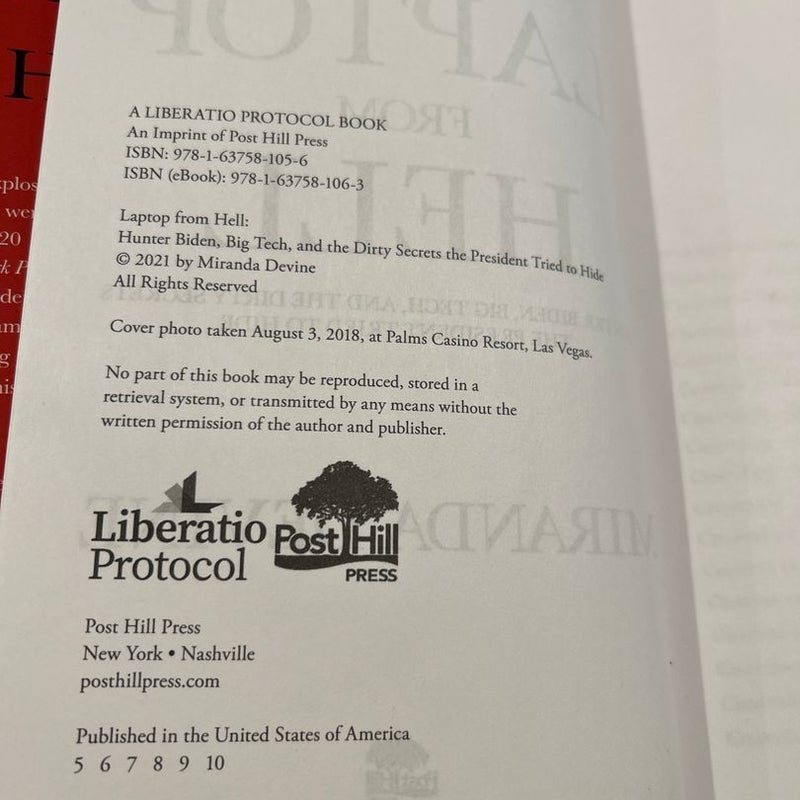 A LIBERATIO PROTOCOL BOOK
An Imprint of Post Hill Press
ISBN: 978-1-63758-105-6
ISBN (eBook): 978-1-63758-106-3
Laptop from Hell:
Hunter Biden, Big Tech, and the Dirty Secrets the President Tried to Hide
© 2021 by Miranda Devine
All Rights Reserved
Cover photo taken August 3, 2018, at Palms Casino Resort, Las Vegas.
No part of this book may be reproduced, stored in a
retrieval system, or transmitted by any means without the
written permission of the author and publisher.
Liberatio
Protocol
Post Hill
PRESS
Post Hill Press
New York • Nashville
posthillpress.com
Published in the United States of America
5 6 7 8 9 10